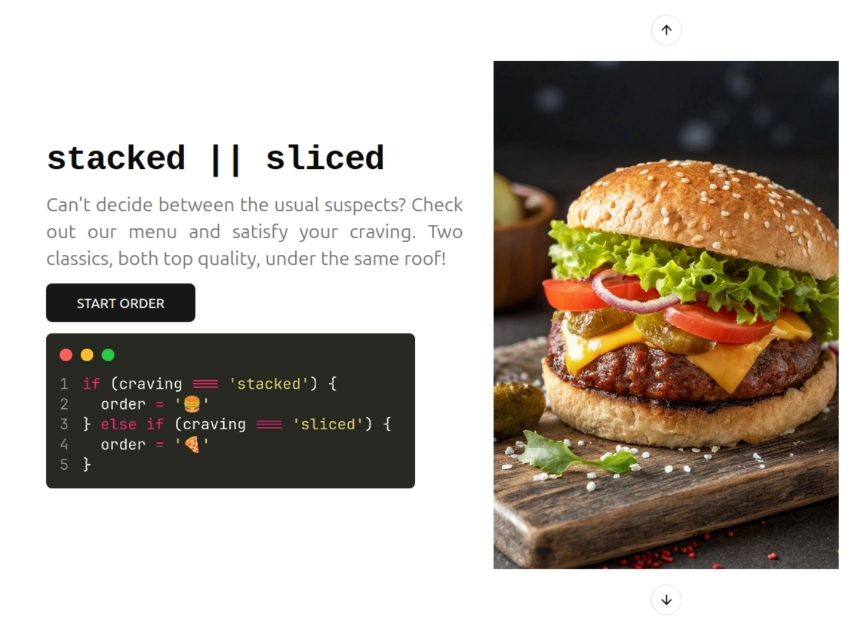 stacked || sliced
Can't decide between the usual suspects? Check
out our menu and satisfy your craving. Two
classics, both top quality, under the same roof!
START ORDER
1 if (craving === 'stacked') {
2   order = '🍔'
3 } else if (craving === 'sliced') {
4   order = '🍕'
5 }